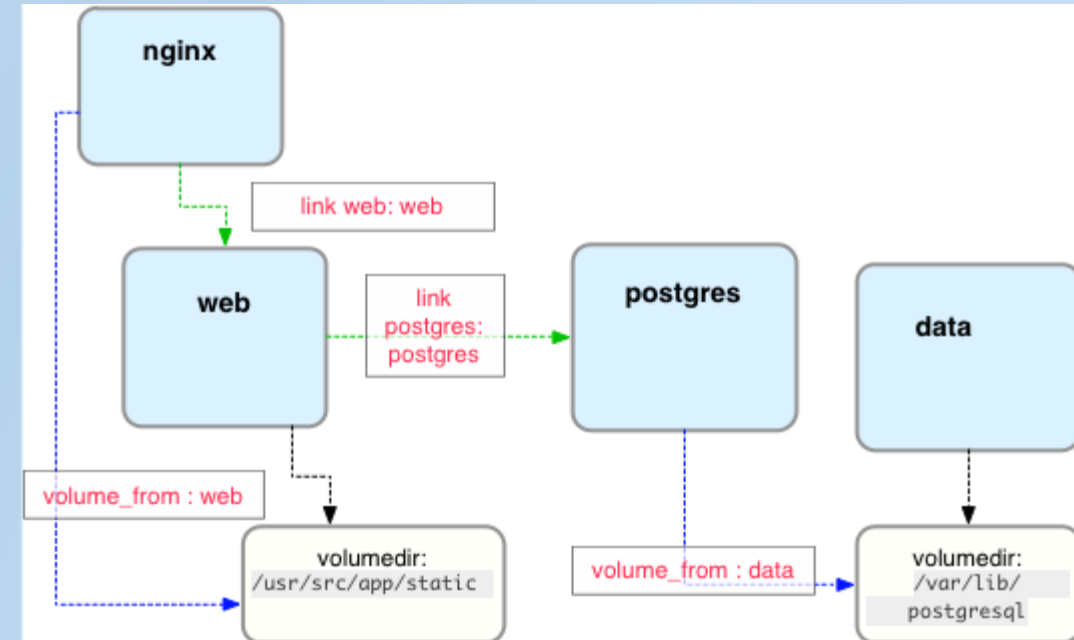 nginx
link web: web
web
link
postgres:
postgres
postgres
data
volume_from : web
volumedir:
/usr/src/app/static
volume_from : data
volumedir:
/var/lib/
postgresql